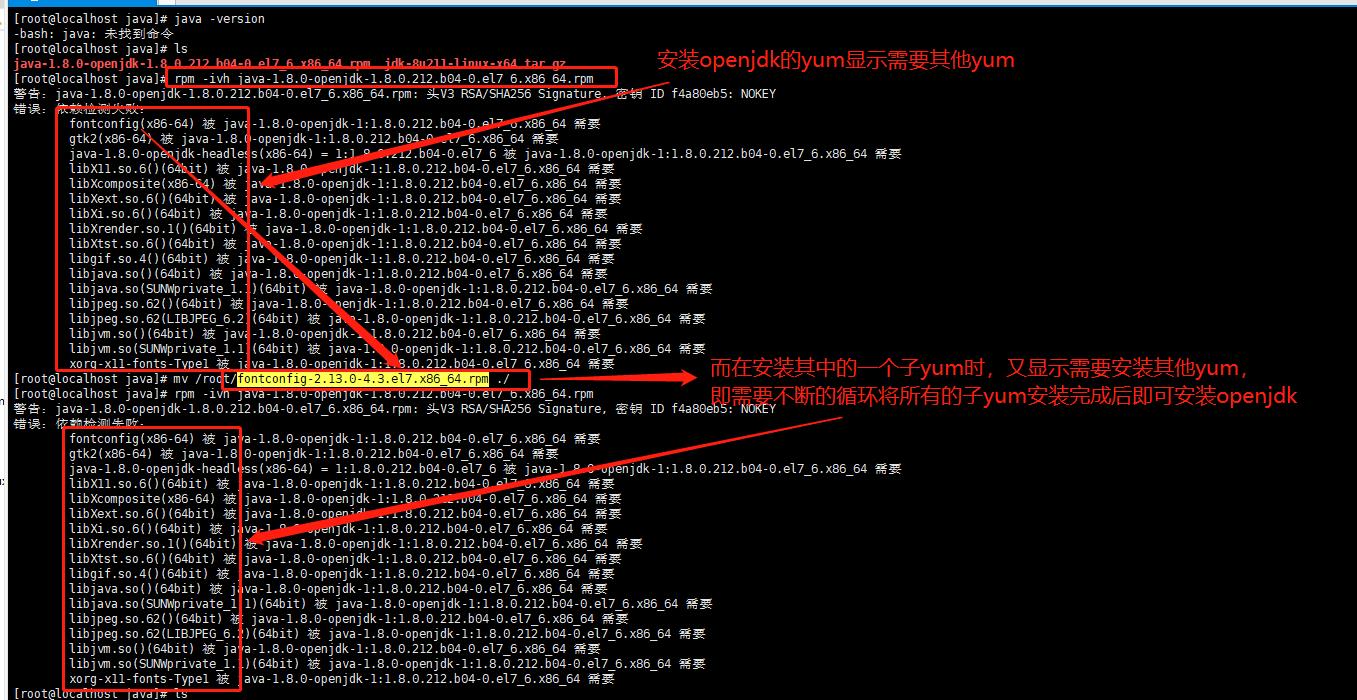 [root@localhost java]# java -version
-bash: java: 未找到命令
[root@localhost java]# ls
java-1.8.0-openjdk-1.8.0.212.b04-0.el7_6.x86_64.rpm  jdk-8u211-linux-x64.tar.gz
安装openjdk的yum显示需要其他yum
[root@localhost java]# rpm -ivh java-1.8.0-openjdk-1.8.0.212.b04-0.el7_6.x86_64.rpm
警告：java-1.8.0-openjdk-1.8.0.212.b04-0.el7_6.x86_64.rpm: 头V3 RSA/SHA256 Signature, 密钥 ID f4a80eb5: NOKEY
错误：依赖检测失败：
fontconfig(x86-64) 被 java-1.8.0-openjdk-1:1.8.0.212.b04-0.el7_6.x86_64 需要
gtk2(x86-64) 被 java-1.8.0-openjdk-1:1.8.0.212.b04-0.el7_6.x86_64 需要
java-1.8.0-openjdk-headless(x86-64) = 1:1.8.0.212.b04-0.el7_6 被 java-1.8.0-openjdk-1:1.8.0.212.b04-0.el7_6.x86_64 需要
libX11.so.6()(64bit) 被 java-1.8.0-openjdk-1:1.8.0.212.b04-0.el7_6.x86_64 需要
libXcomposite(x86-64) 被 java-1.8.0-openjdk-1:1.8.0.212.b04-0.el7_6.x86_64 需要
libXext.so.6()(64bit) 被 java-1.8.0-openjdk-1:1.8.0.212.b04-0.el7_6.x86_64 需要
libXi.so.6()(64bit) 被 java-1.8.0-openjdk-1:1.8.0.212.b04-0.el7_6.x86_64 需要
libXrender.so.1()(64bit) 被 java-1.8.0-openjdk-1:1.8.0.212.b04-0.el7_6.x86_64 需要
libXtst.so.6()(64bit) 被 java-1.8.0-openjdk-1:1.8.0.212.b04-0.el7_6.x86_64 需要
libgif.so.4()(64bit) 被 java-1.8.0-openjdk-1:1.8.0.212.b04-0.el7_6.x86_64 需要
libjava.so()(64bit) 被 java-1.8.0-openjdk-1:1.8.0.212.b04-0.el7_6.x86_64 需要
libjava.so(SUNWprivate_1.1)(64bit) 被 java-1.8.0-openjdk-1:1.8.0.212.b04-0.el7_6.x86_64 需要
libjpeg.so.62()(64bit) 被 java-1.8.0-openjdk-1:1.8.0.212.b04-0.el7_6.x86_64 需要
libjpeg.so.62(LIBJPEG_6.2)(64bit) 被 java-1.8.0-openjdk-1:1.8.0.212.b04-0.el7_6.x86_64 需要
libjvm.so()(64bit) 被 java-1.8.0-openjdk-1:1.8.0.212.b04-0.el7_6.x86_64 需要
libjvm.so(SUNWprivate_1.1)(64bit) 被 java-1.8.0-openjdk-1:1.8.0.212.b04-0.el7_6.x86_64 需要
xorg-x11-fonts-Type1 被 java-1.8.0-openjdk-1:1.8.0.212.b04-0.el7_6.x86_64 需要
[root@localhost java]# mv /root/fontconfig-2.13.0-4.3.el7.x86_64.rpm ./
而在安装其中的一个子yum时，又显示需要安装其他yum，
即需要不断的循环将所有的子yum安装完成后即可安装openjdk
[root@localhost java]# rpm -ivh java-1.8.0-openjdk-1.8.0.212.b04-0.el7_6.x86_64.rpm
警告：java-1.8.0-openjdk-1.8.0.212.b04-0.el7_6.x86_64.rpm: 头V3 RSA/SHA256 Signature, 密钥 ID f4a80eb5: NOKEY
错误：依赖检测失败：
fontconfig(x86-64) 被 java-1.8.0-openjdk-1:1.8.0.212.b04-0.el7_6.x86_64 需要
gtk2(x86-64) 被 java-1.8.0-openjdk-1:1.8.0.212.b04-0.el7_6.x86_64 需要
java-1.8.0-openjdk-headless(x86-64) = 1:1.8.0.212.b04-0.el7_6 被 java-1.8.0-openjdk-1:1.8.0.212.b04-0.el7_6.x86_64 需要
libX11.so.6()(64bit) 被 java-1.8.0-openjdk-1:1.8.0.212.b04-0.el7_6.x86_64 需要
libXcomposite(x86-64) 被 java-1.8.0-openjdk-1:1.8.0.212.b04-0.el7_6.x86_64 需要
libXext.so.6()(64bit) 被 java-1.8.0-openjdk-1:1.8.0.212.b04-0.el7_6.x86_64 需要
libXi.so.6()(64bit) 被 java-1.8.0-openjdk-1:1.8.0.212.b04-0.el7_6.x86_64 需要
libXrender.so.1()(64bit) 被 java-1.8.0-openjdk-1:1.8.0.212.b04-0.el7_6.x86_64 需要
libXtst.so.6()(64bit) 被 java-1.8.0-openjdk-1:1.8.0.212.b04-0.el7_6.x86_64 需要
libgif.so.4()(64bit) 被 java-1.8.0-openjdk-1:1.8.0.212.b04-0.el7_6.x86_64 需要
libjava.so()(64bit) 被 java-1.8.0-openjdk-1:1.8.0.212.b04-0.el7_6.x86_64 需要
libjava.so(SUNWprivate_1.1)(64bit) 被 java-1.8.0-openjdk-1:1.8.0.212.b04-0.el7_6.x86_64 需要
libjpeg.so.62()(64bit) 被 java-1.8.0-openjdk-1:1.8.0.212.b04-0.el7_6.x86_64 需要
libjpeg.so.62(LIBJPEG_6.2)(64bit) 被 java-1.8.0-openjdk-1:1.8.0.212.b04-0.el7_6.x86_64 需要
libjvm.so()(64bit) 被 java-1.8.0-openjdk-1:1.8.0.212.b04-0.el7_6.x86_64 需要
libjvm.so(SUNWprivate_1.1)(64bit) 被 java-1.8.0-openjdk-1:1.8.0.212.b04-0.el7_6.x86_64 需要
xorg-x11-fonts-Type1 被 java-1.8.0-openjdk-1:1.8.0.212.b04-0.el7_6.x86_64 需要
[root@localhost java]# ls